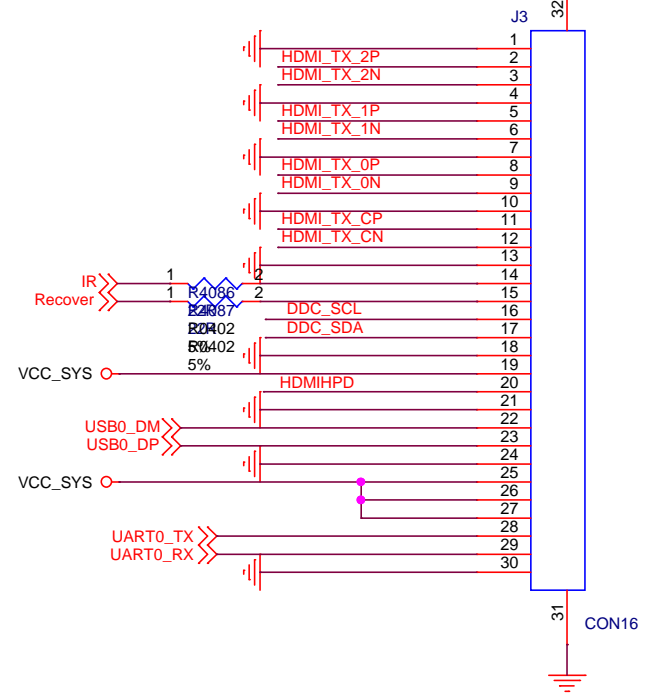 32
J3
1
HDMI_TX_2P 2
HDMI_TX_2N 3
4
HDMI_TX_1P 5
HDMI_TX_1N 6
7
HDMI_TX_0P 8
HDMI_TX_0N 9
10
HDMI_TX_CP 11
HDMI_TX_CN 12
13
IR 1 2 14
Recover 1 R4086 2 15
DDC_SCL 16
DDC_SDA 17
R0402
18
5%
VCC_SYS 19
HDMIHPD 20
21
USB0_DM 22
USB0_DP 23
24
VCC_SYS 25
26
27
UART0_TX 28
UART0_RX 29
30
31
CON16